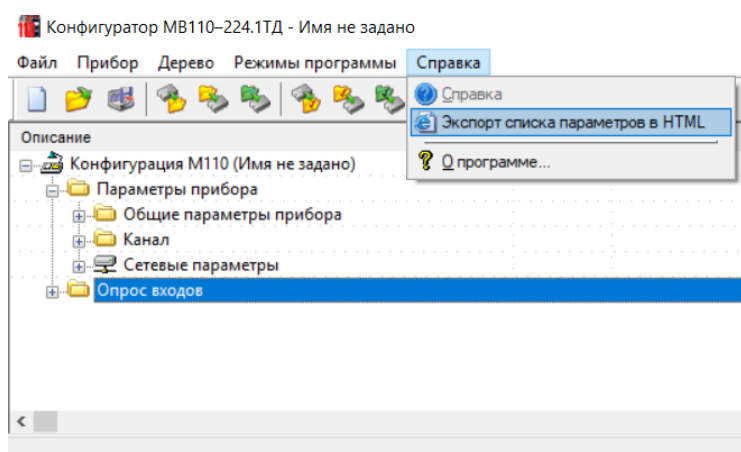 Конфигуратор МВ110–224.1ТД - Имя не задано
Файл Прибор Дерево Режимы программы Справка
Справка
Экспорт списка параметров в HTML
О программе...
Описание
Конфигурация М110 (Имя не задано)
Параметры прибора
Общие параметры прибора
Канал
Сетевые параметры
Опрос входов